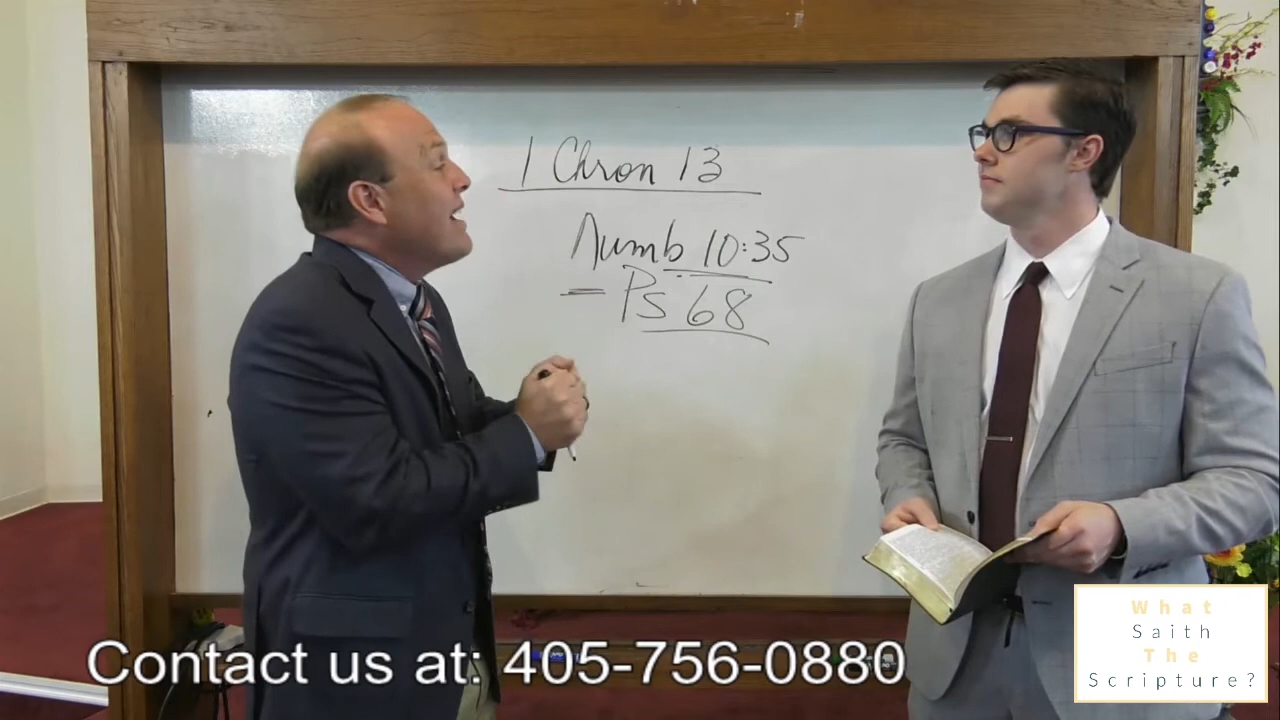 1 Chron 13
Numb 10:35
- Ps 68
Contact us at: 405-756-0880
What
Saith
The
Scripture?